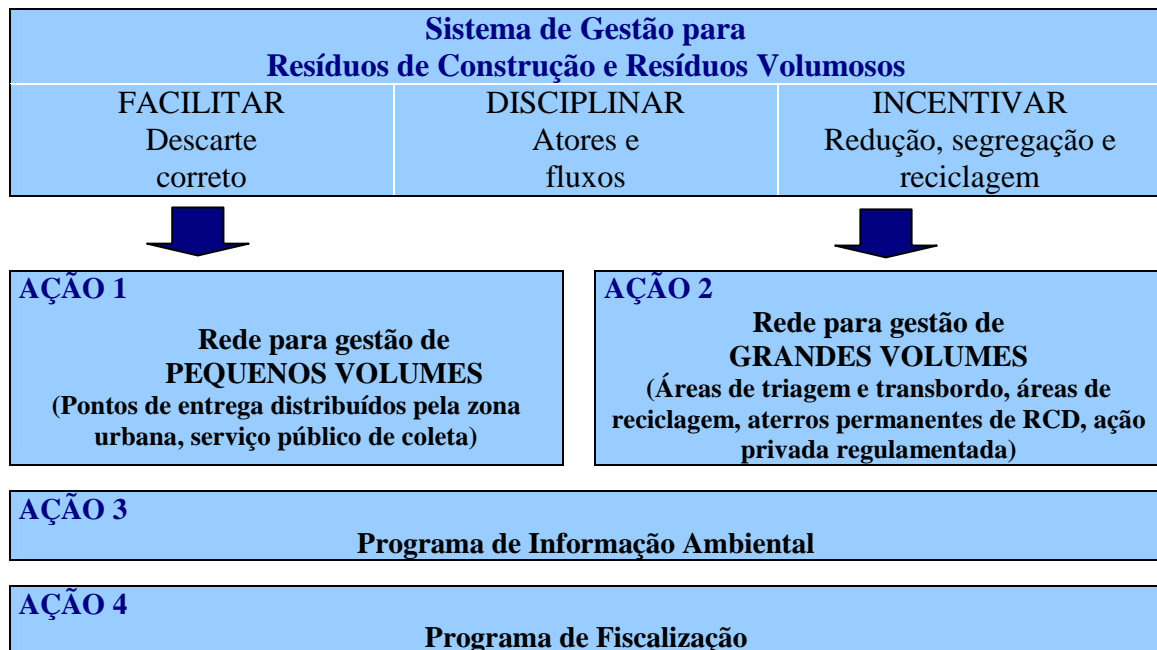 Sistema de Gestão para
Resíduos de Construção e Resíduos Volumosos
FACILITAR
Descarte
correto
DISCIPLINAR
Atores e
fluxos
INCENTIVAR
Redução, segregação e
reciclagem
AÇÃO 1
Rede para gestão de
PEQUENOS VOLUMES
(Pontos de entrega distribuídos pela zona
urbana, serviço público de coleta)
AÇÃO 2
Rede para gestão de
GRANDES VOLUMES
(Áreas de triagem e transbordo, áreas de
reciclagem, aterros permanentes de RCD, ação
privada regulamentada)
AÇÃO 3
Programa de Informação Ambiental
AÇÃO 4
Programa de Fiscalização